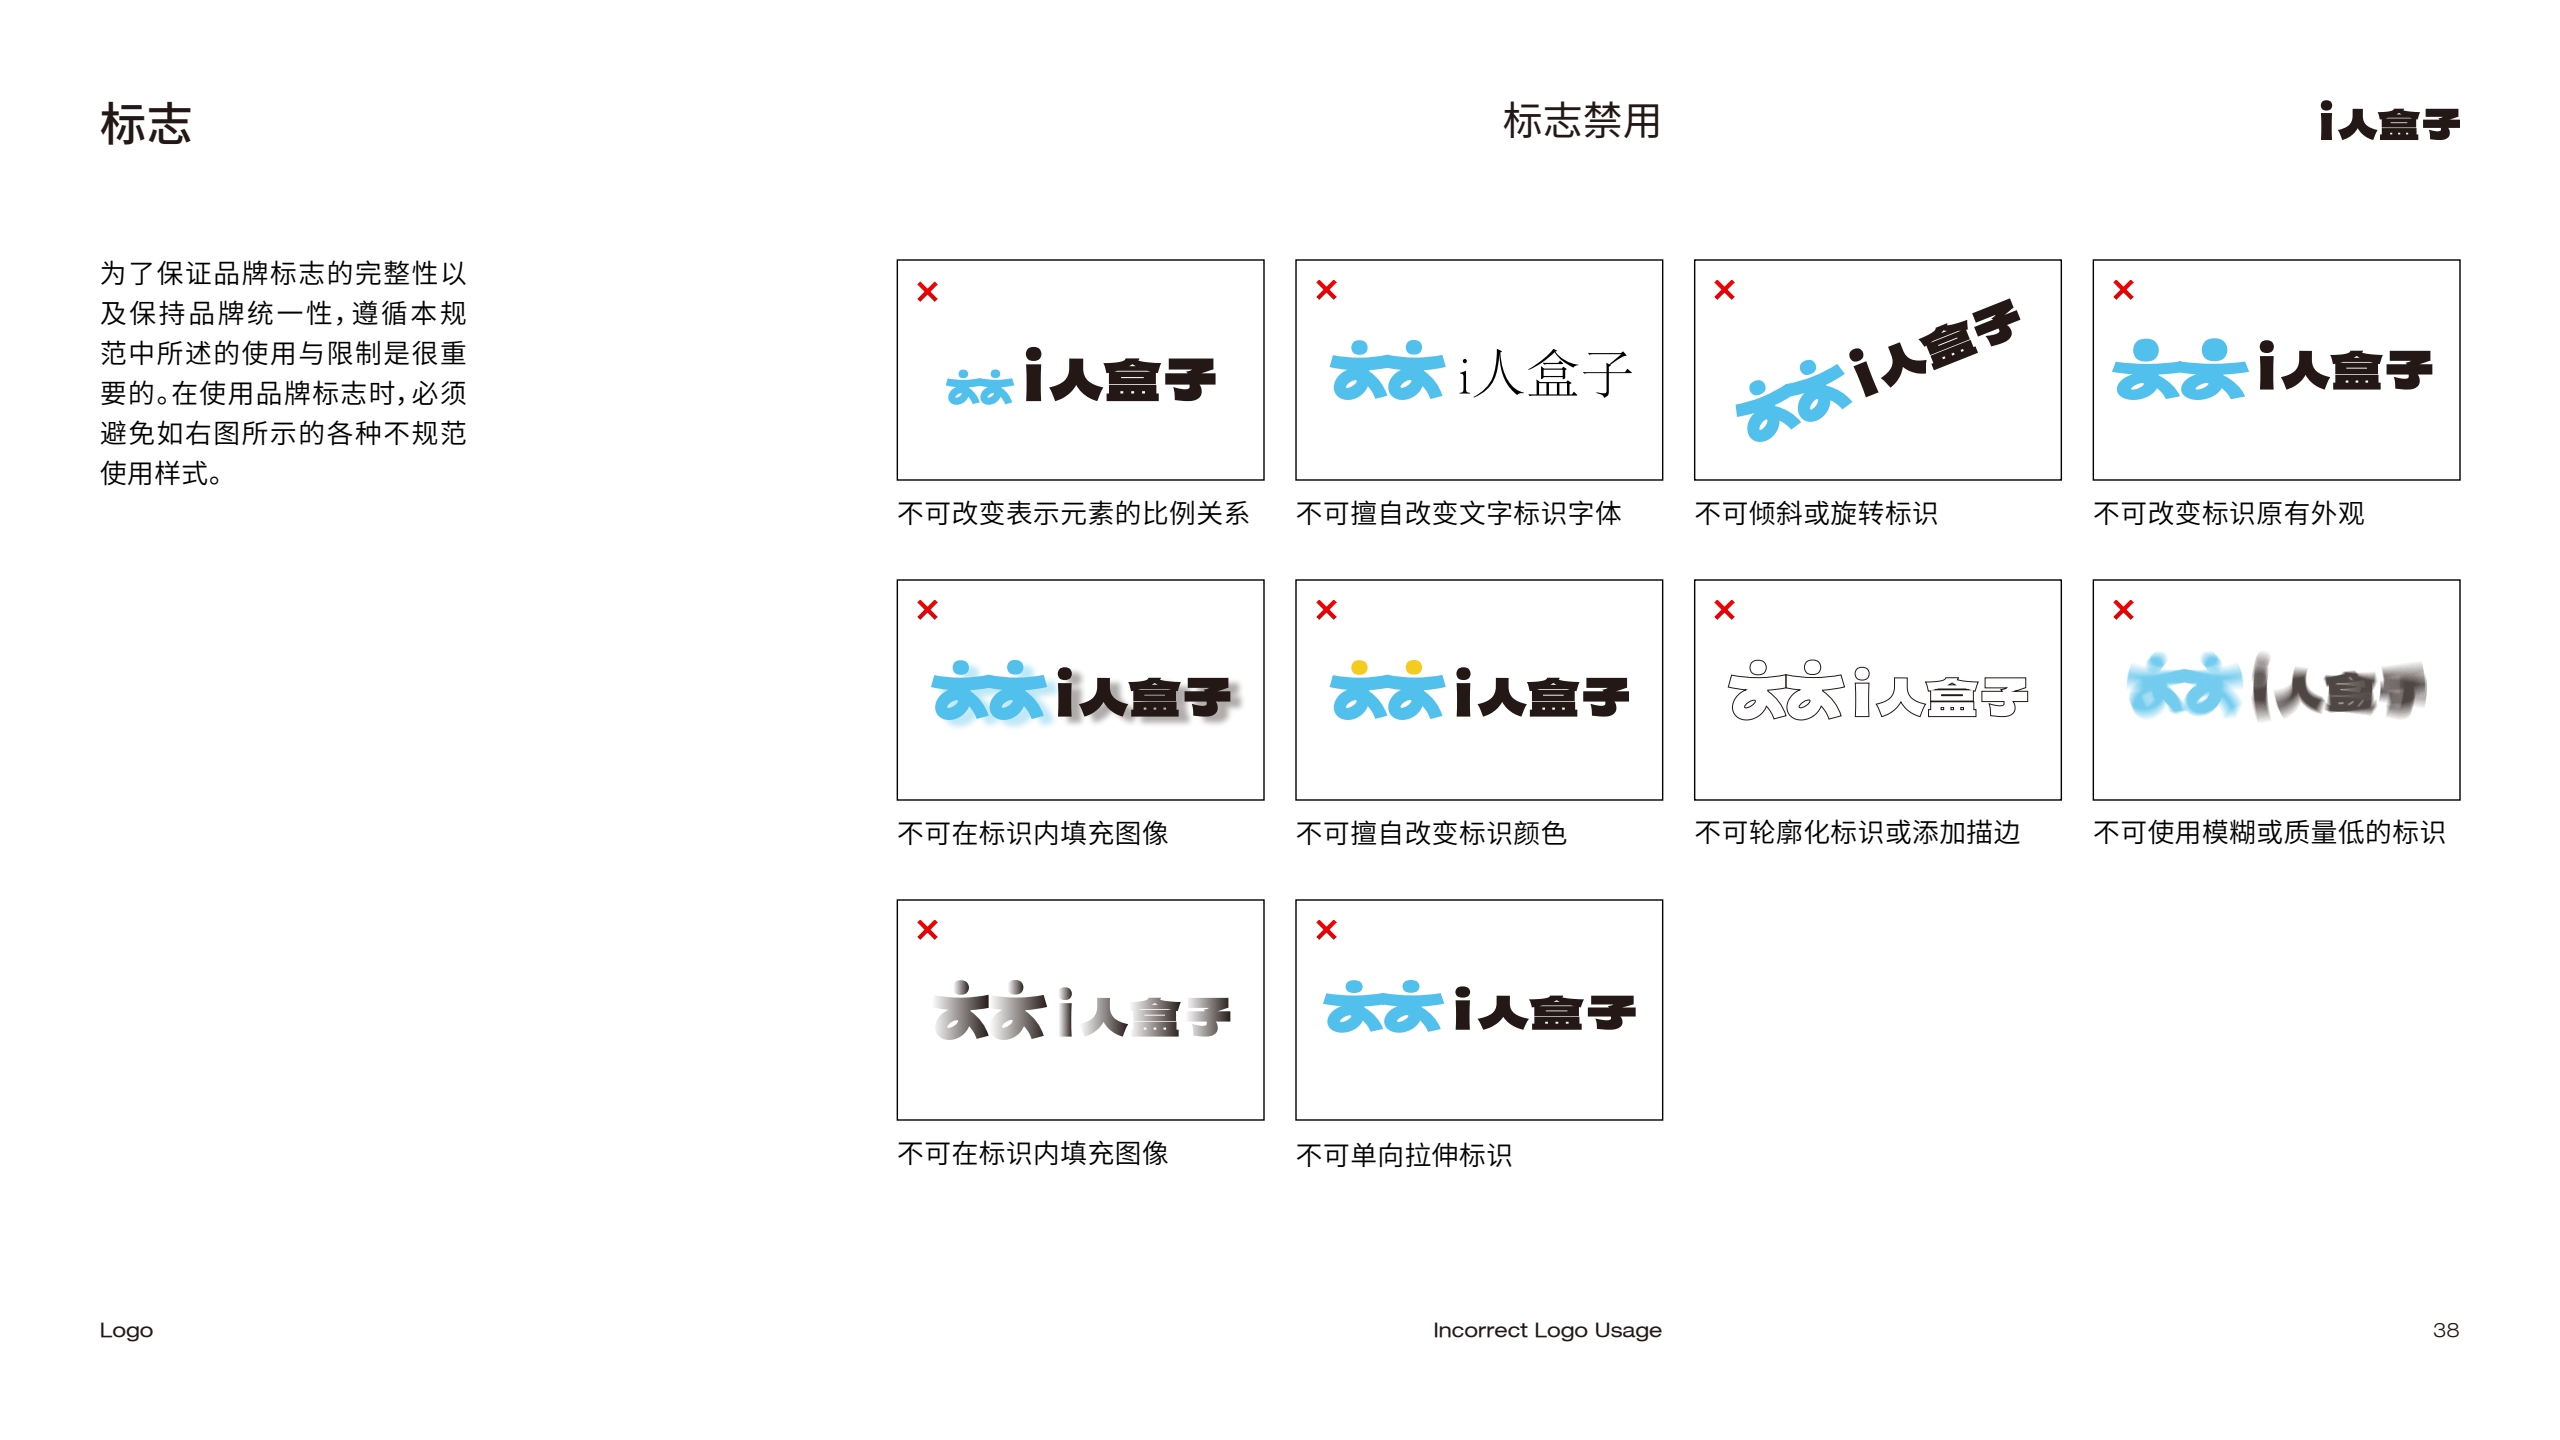 标志
标志禁用
i人盒子
为了保证品牌标志的完整性以
及保持品牌统一性，遵循本规
范中所述的使用与限制是很重
要的。在使用品牌标志时，必须
避免如右图所示的各种不规范
使用样式。
i人盒子
i人盒子
i人盒子
i人盒子
不可改变表示元素的比例关系
不可擅自改变文字标识字体
不可倾斜或旋转标识
不可改变标识原有外观
i人盒子
i人盒子
i人盒子
i人盒子
不可在标识内填充图像
不可擅自改变标识颜色
不可轮廓化标识或添加描边
不可使用模糊或质量低的标识
i人盒子
i人盒子
不可在标识内填充图像
不可单向拉伸标识
Logo
Incorrect Logo Usage
38